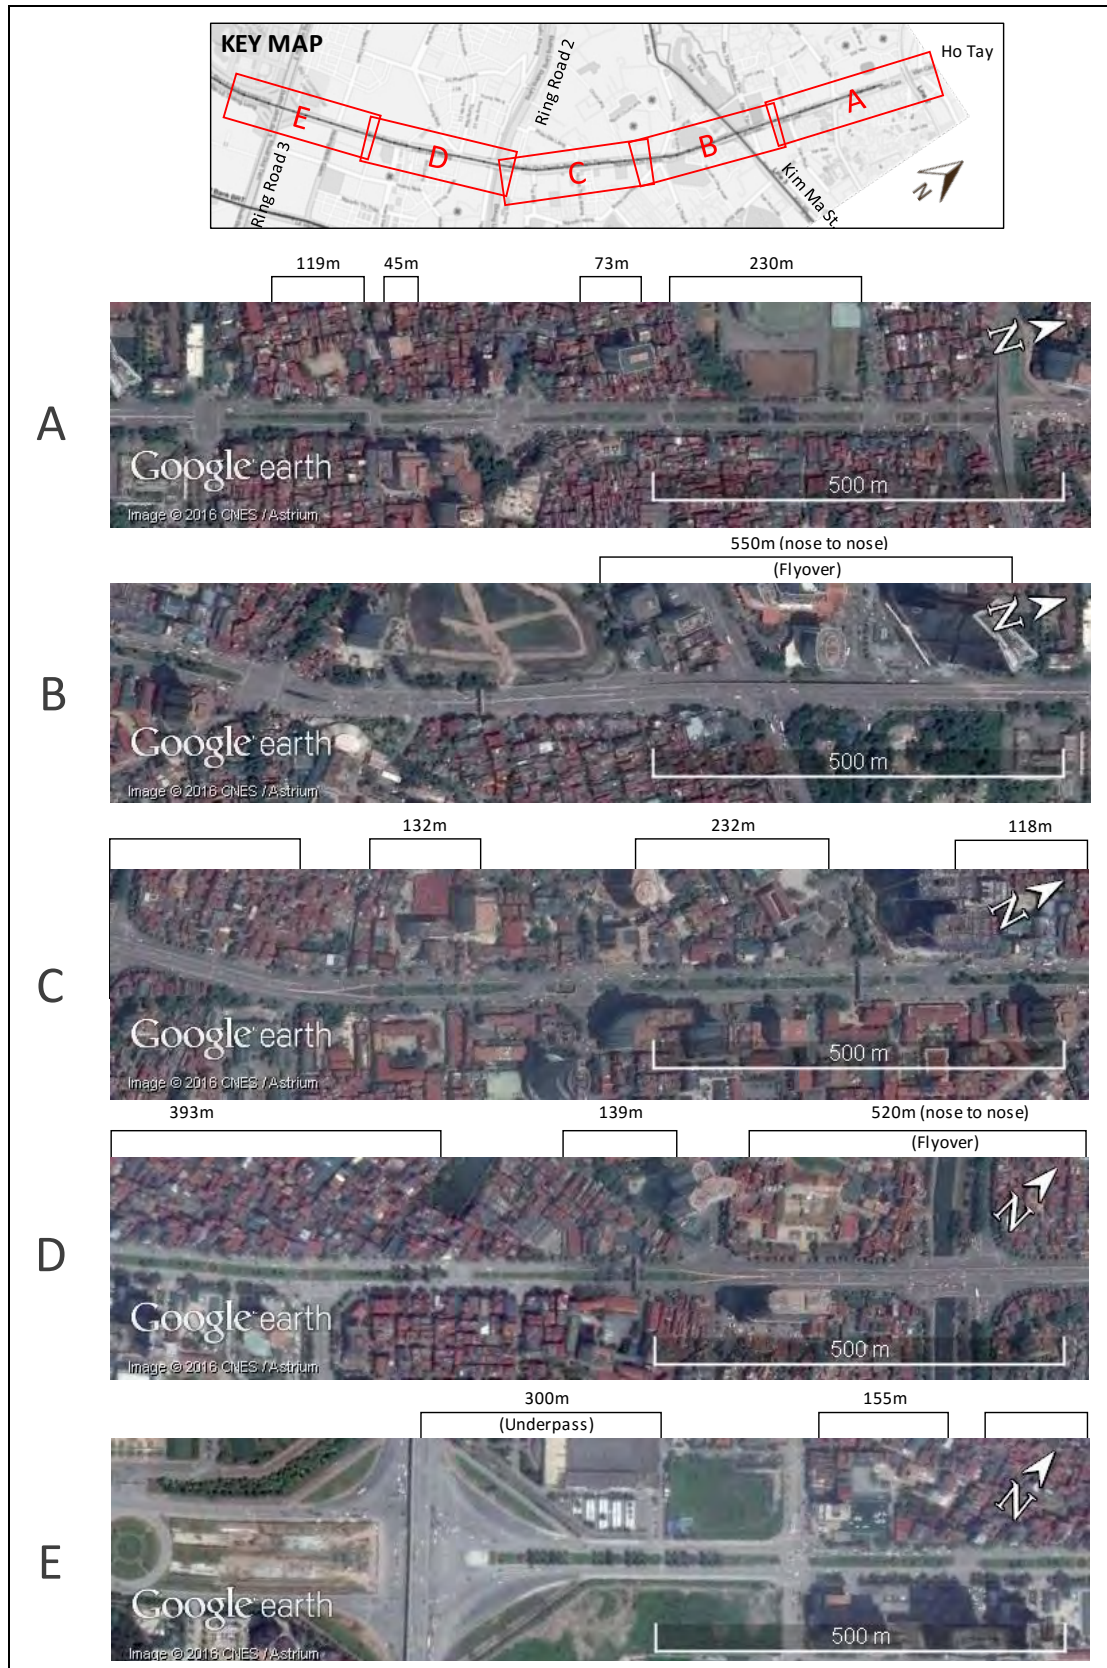 KEY MAP
Ho Tay
Ring Road 2
Ring Road 3
Kim Ma St.
A
B
C
D
E
N
119m
45m
73m
230m
A
N
Google earth
500 m
Image © 2016 CNES / Astrium
550m (nose to nose)
(Flyover)
B
N
Google earth
500 m
Image © 2016 CNES / Astrium
132m
232m
118m
C
N
Google earth
500 m
Image © 2016 CNES / Astrium
393m
139m
520m (nose to nose)
(Flyover)
D
N
Google earth
500 m
Image © 2016 CNES / Astrium
300m
(Underpass)
155m
E
N
Google earth
500 m
Image © 2016 CNES / Astrium